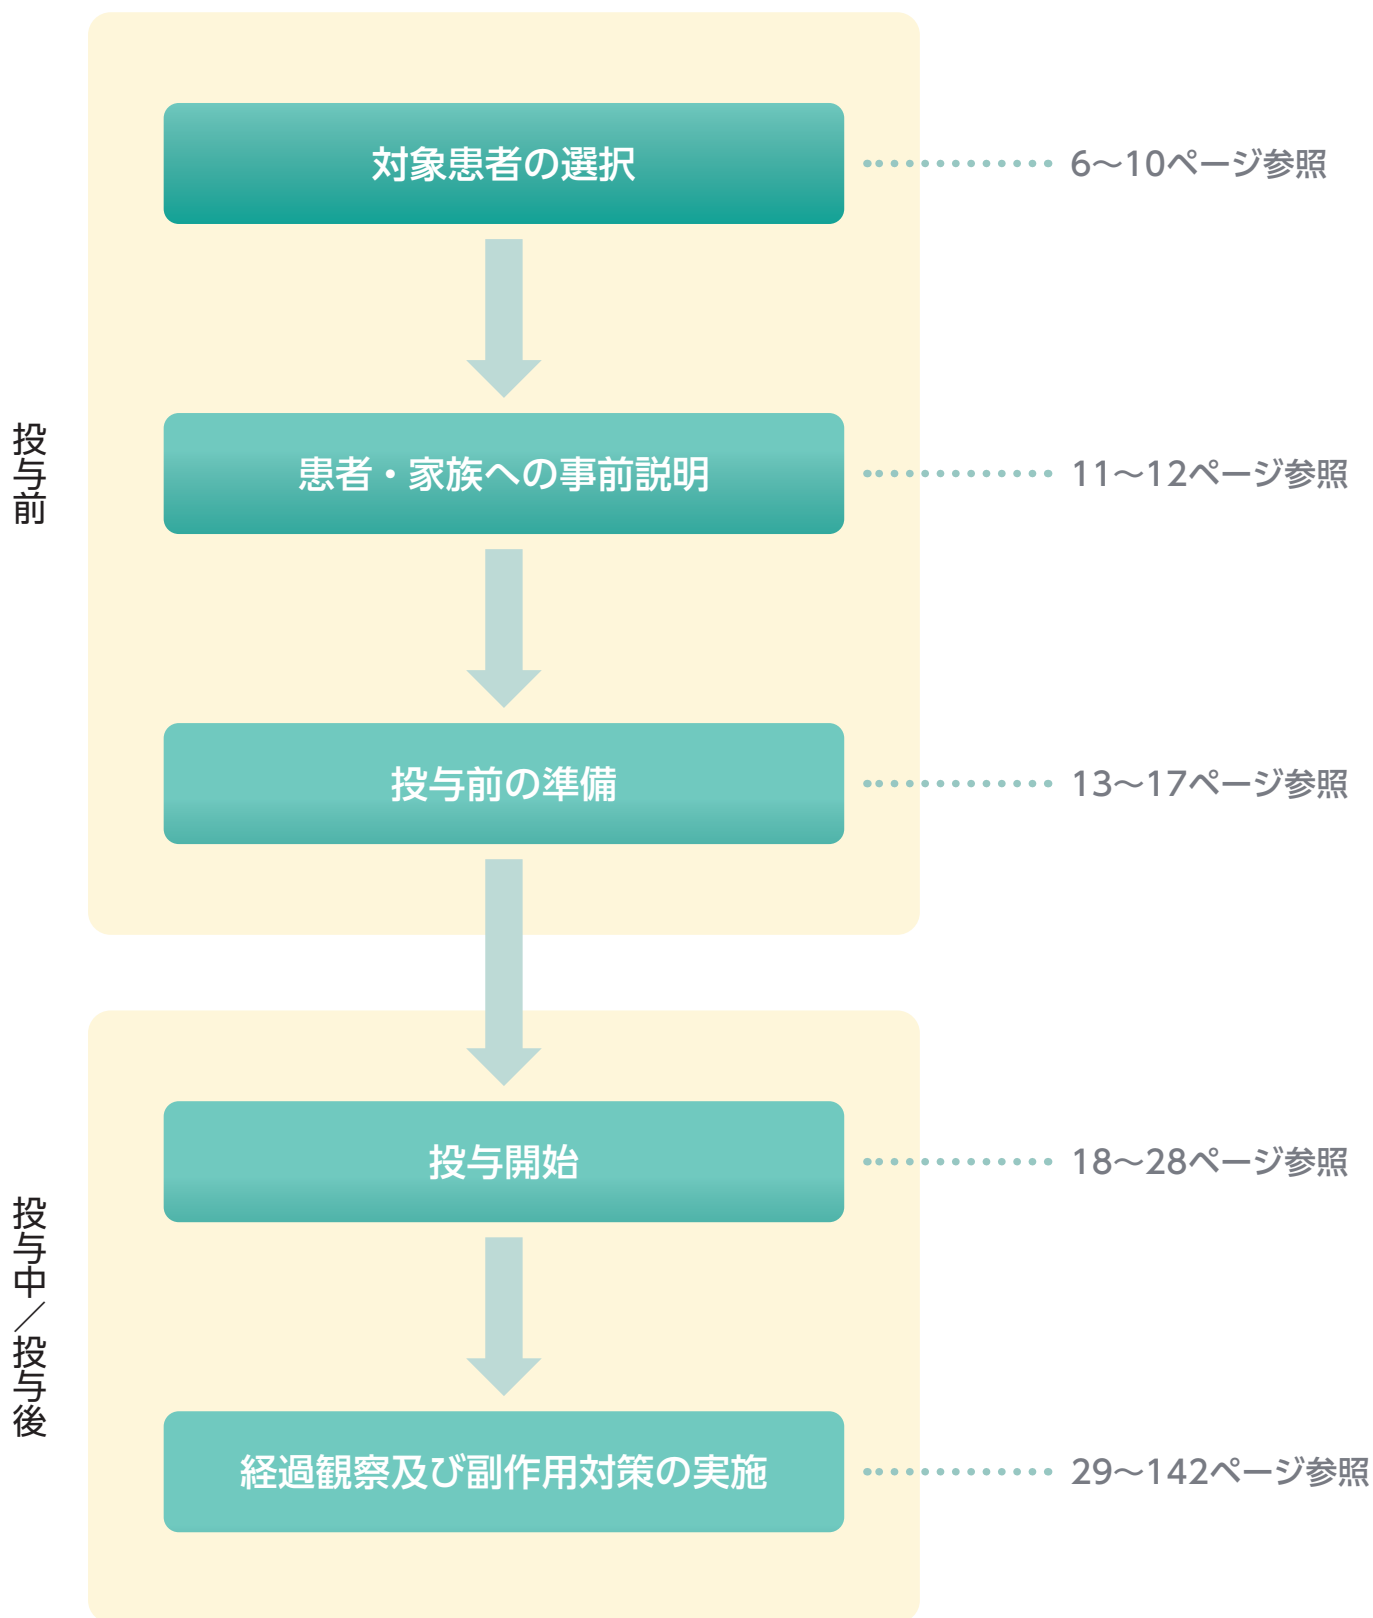 投与前
対象患者の選択
6～10ページ参照
患者・家族への事前説明
11～12ページ参照
投与前の準備
13～17ページ参照
投与中／投与後
投与開始
18～28ページ参照
経過観察及び副作用対策の実施
29～142ページ参照